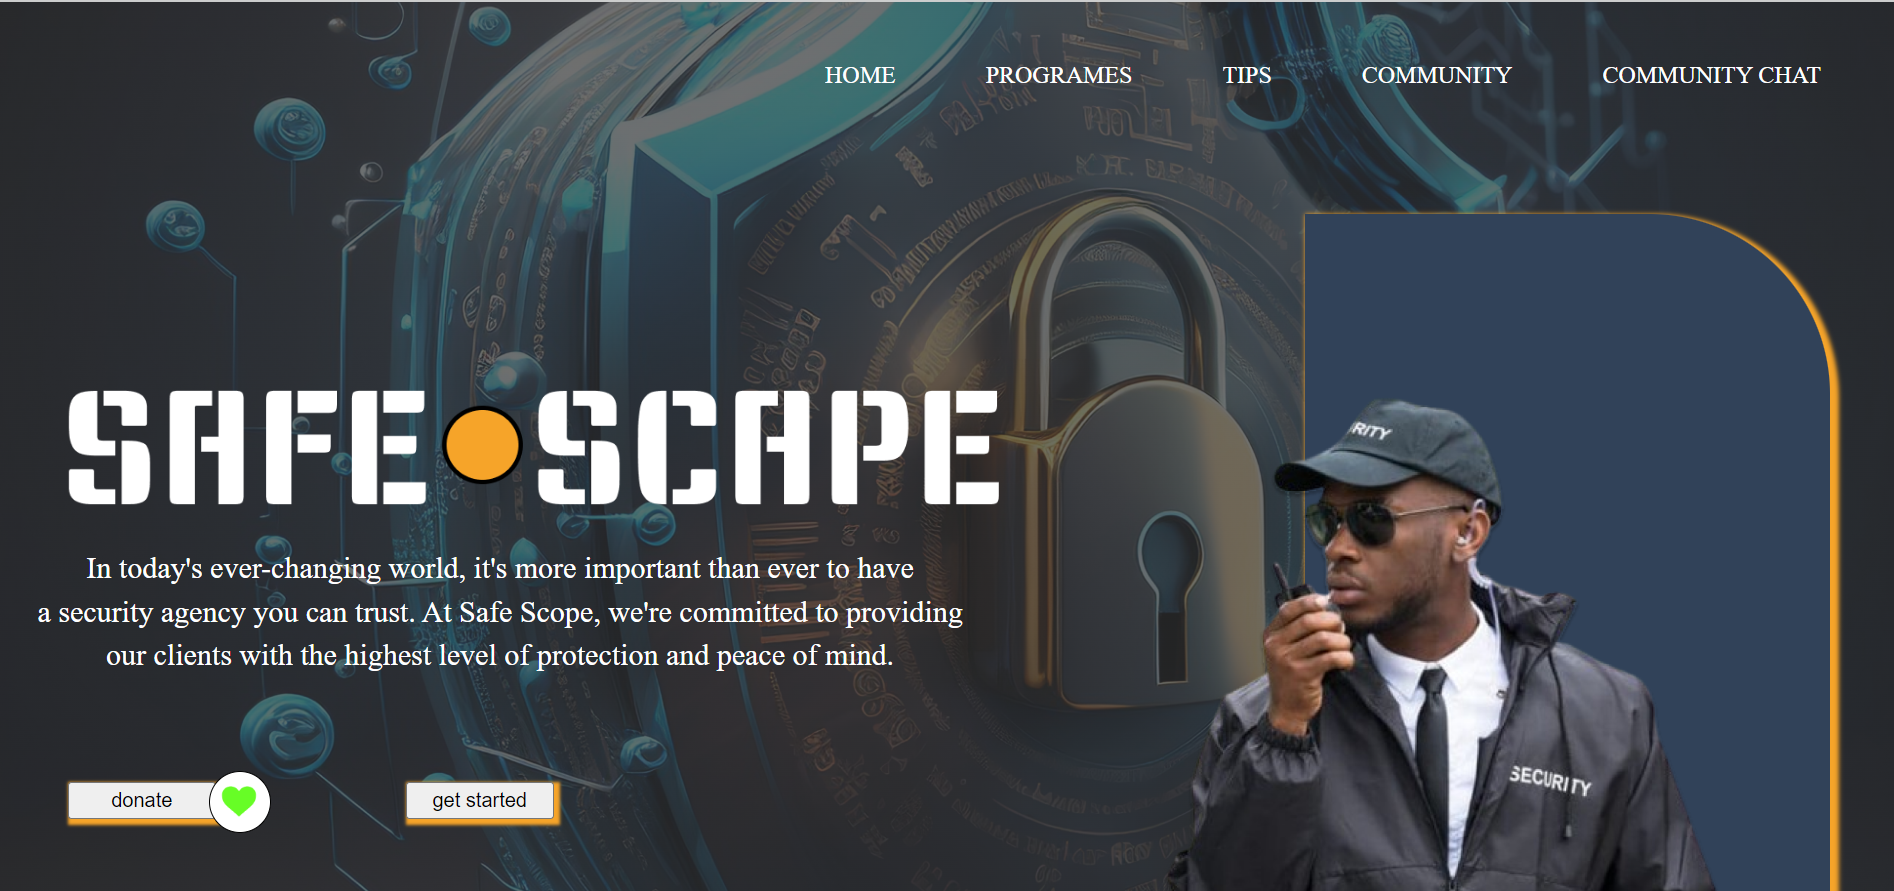 HOME PROGRAMES TIPS COMMUNITY COMMUNITY CHAT
SAFE SCAPE
In today's ever-changing world, it's more important than ever to have
a security agency you can trust. At Safe Scope, we're committed to providing
our clients with the highest level of protection and peace of mind.
RITY
SECURITY
donate get started